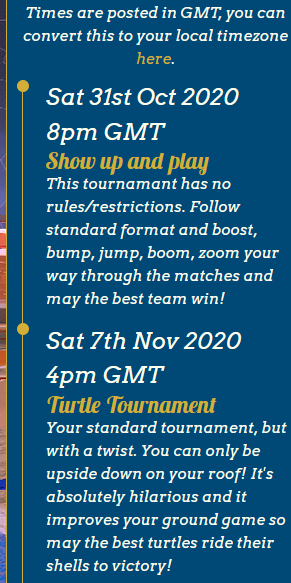 Times are posted in GMT, you can
convert this to your local timezone
here.
Sat 31st Oct 2020
8pm GMT
Show up and play
This tournamant has no
rules/restrictions. Follow
standard format and boost,
bump, jump, boom, zoom your
way through the matches and
may the best team win!
Sat 7th Nov 2020
4pm GMT
Turtle Tournament
Your standard tournament, but
with a twist. You can only be
upside down on your roof! It's
absolutely hilarious and it
improves your ground game so
may the best turtles ride their
shells to victory!